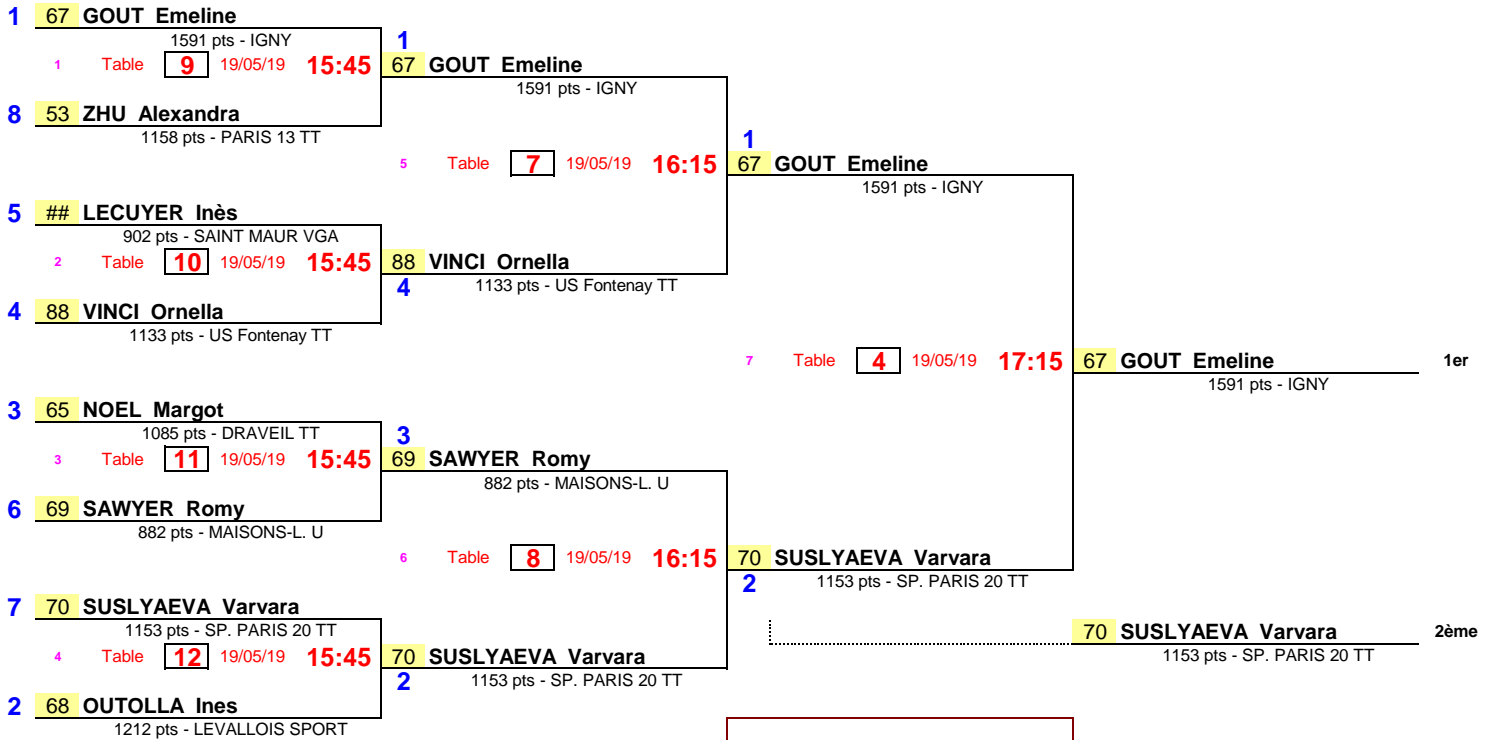 1 67 GOUT Emeline
1591 pts - IGNY
1
1 Table 9 19/05/19 15:45 67 GOUT Emeline
1591 pts - IGNY
8 53 ZHU Alexandra
1158 pts - PARIS 13 TT
1
5 Table 7 19/05/19 16:15 67 GOUT Emeline
1591 pts - IGNY
5 ## LECUYER Inès
902 pts - SAINT MAUR VGA
2 Table 10 19/05/19 15:45 88 VINCI Ornella
4 1133 pts - US Fontenay TT
4 88 VINCI Ornella
1133 pts - US Fontenay TT
7 Table 4 19/05/19 17:15 67 GOUT Emeline 1er
1591 pts - IGNY
3 65 NOEL Margot
1085 pts - DRAVEIL TT
3
3 Table 11 19/05/19 15:45 69 SAWYER Romy
882 pts - MAISONS-L. U
6 69 SAWYER Romy
882 pts - MAISONS-L. U
6 Table 8 19/05/19 16:15 70 SUSLYAEVA Varvara
2 1153 pts - SP. PARIS 20 TT
7 70 SUSLYAEVA Varvara
1153 pts - SP. PARIS 20 TT
70 SUSLYAEVA Varvara 2ème
1153 pts - SP. PARIS 20 TT
4 Table 12 19/05/19 15:45 70 SUSLYAEVA Varvara
2 1153 pts - SP. PARIS 20 TT
2 68 OUTOLLA Ines
1212 pts - LEVALLOIS SPORT